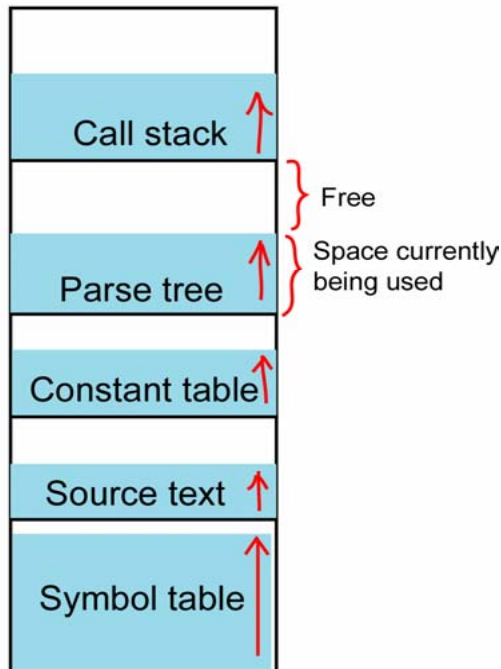 Call stack
Free
Space currently
being used
Parse tree
Constant table
Source text
Symbol table